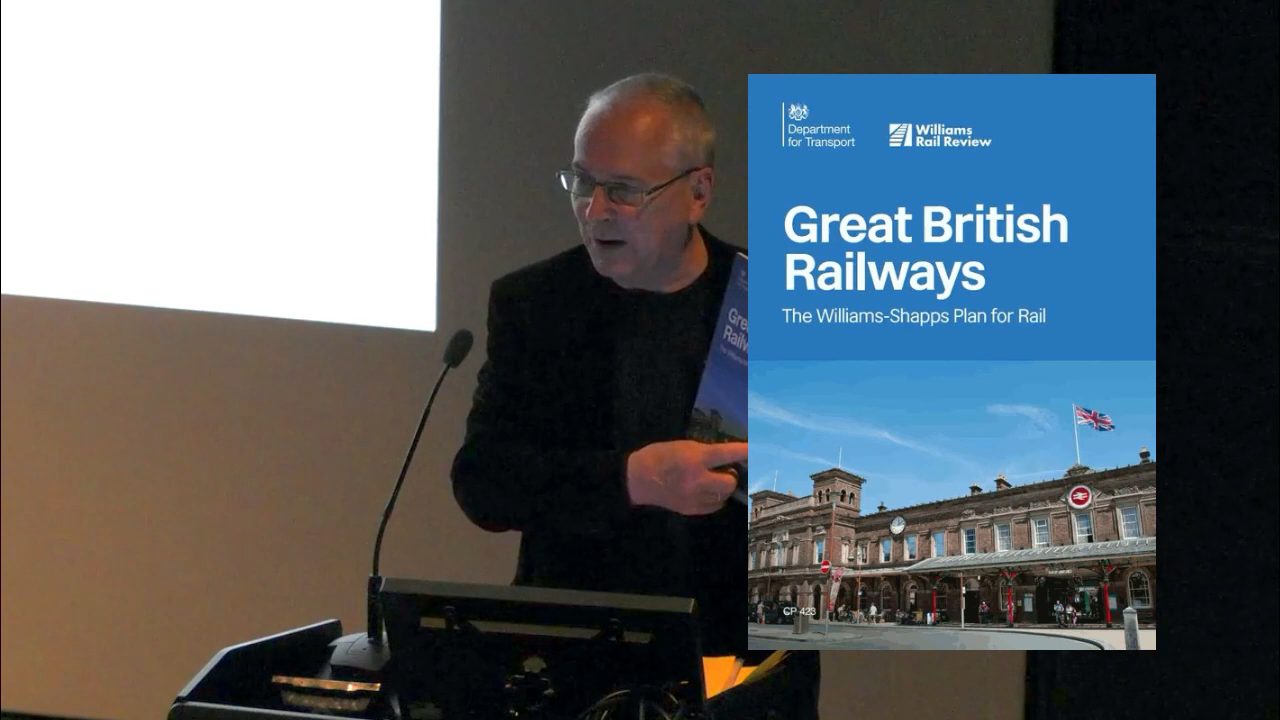 Department
for Transport
Williams
Rail Review
Great British
Railways
The Williams-Shapps Plan for Rail
CP 423